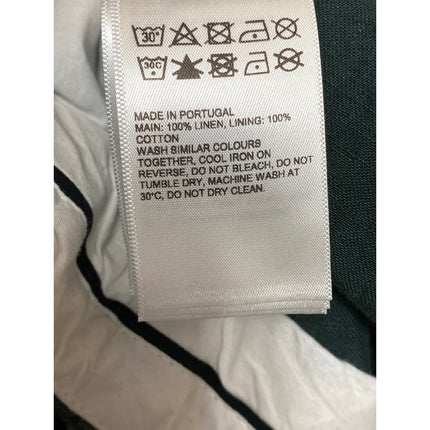 30°
30C
MADE IN PORTUGAL
MAIN: 100% LINEN, LINING: 100%
COTTON
WASH SIMILAR COLOURS
TOGETHER, COOL IRON ON
REVERSE, DO NOT BLEACH, DO NOT
TUMBLE DRY, MACHINE WASH AT
30°C, DO NOT DRY CLEAN.